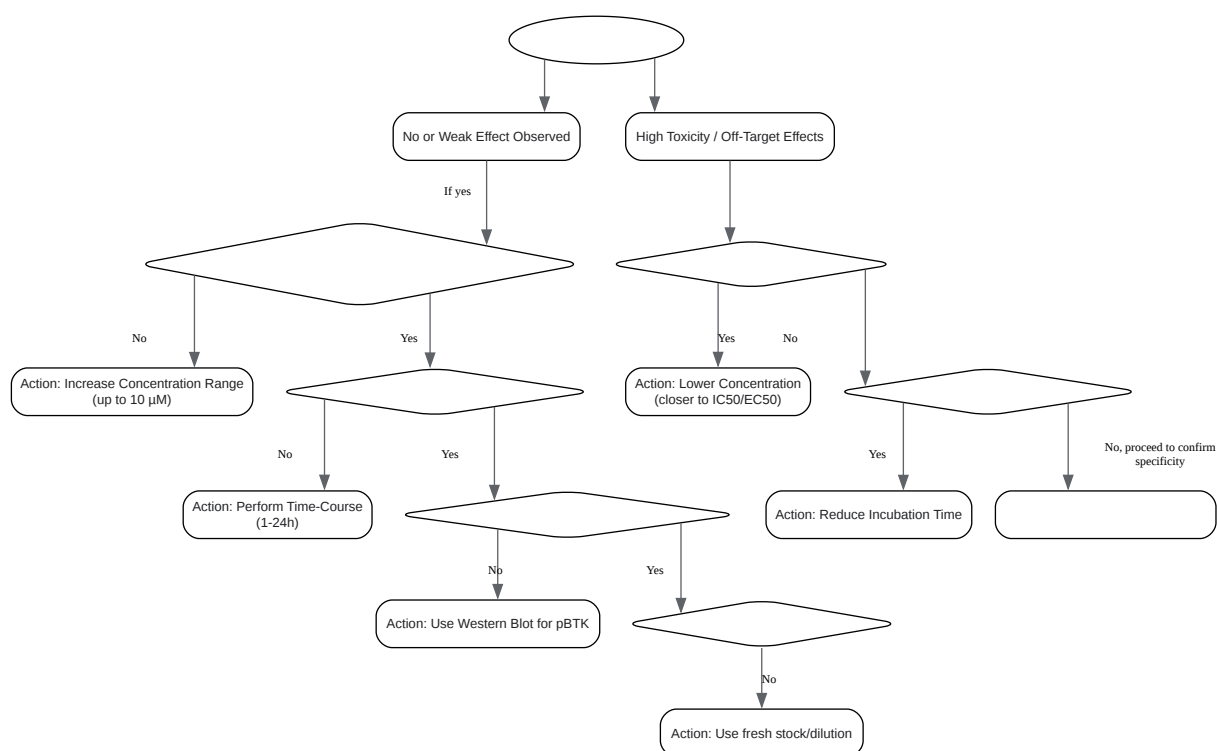 No or Weak Effect Observed
High Toxicity / Off-Target Effects
If yes
No
Yes
Yes
No
Action: Increase Concentration Range
(up to 10 µM)
Action: Lower Concentration
(closer to IC50/EC50)
No
Yes
Yes
No, proceed to confirm
specificity
Action: Perform Time-Course
(1-24h)
Action: Reduce Incubation Time
No
Yes
Action: Use Western Blot for pBTK
No
Action: Use fresh stock/dilution